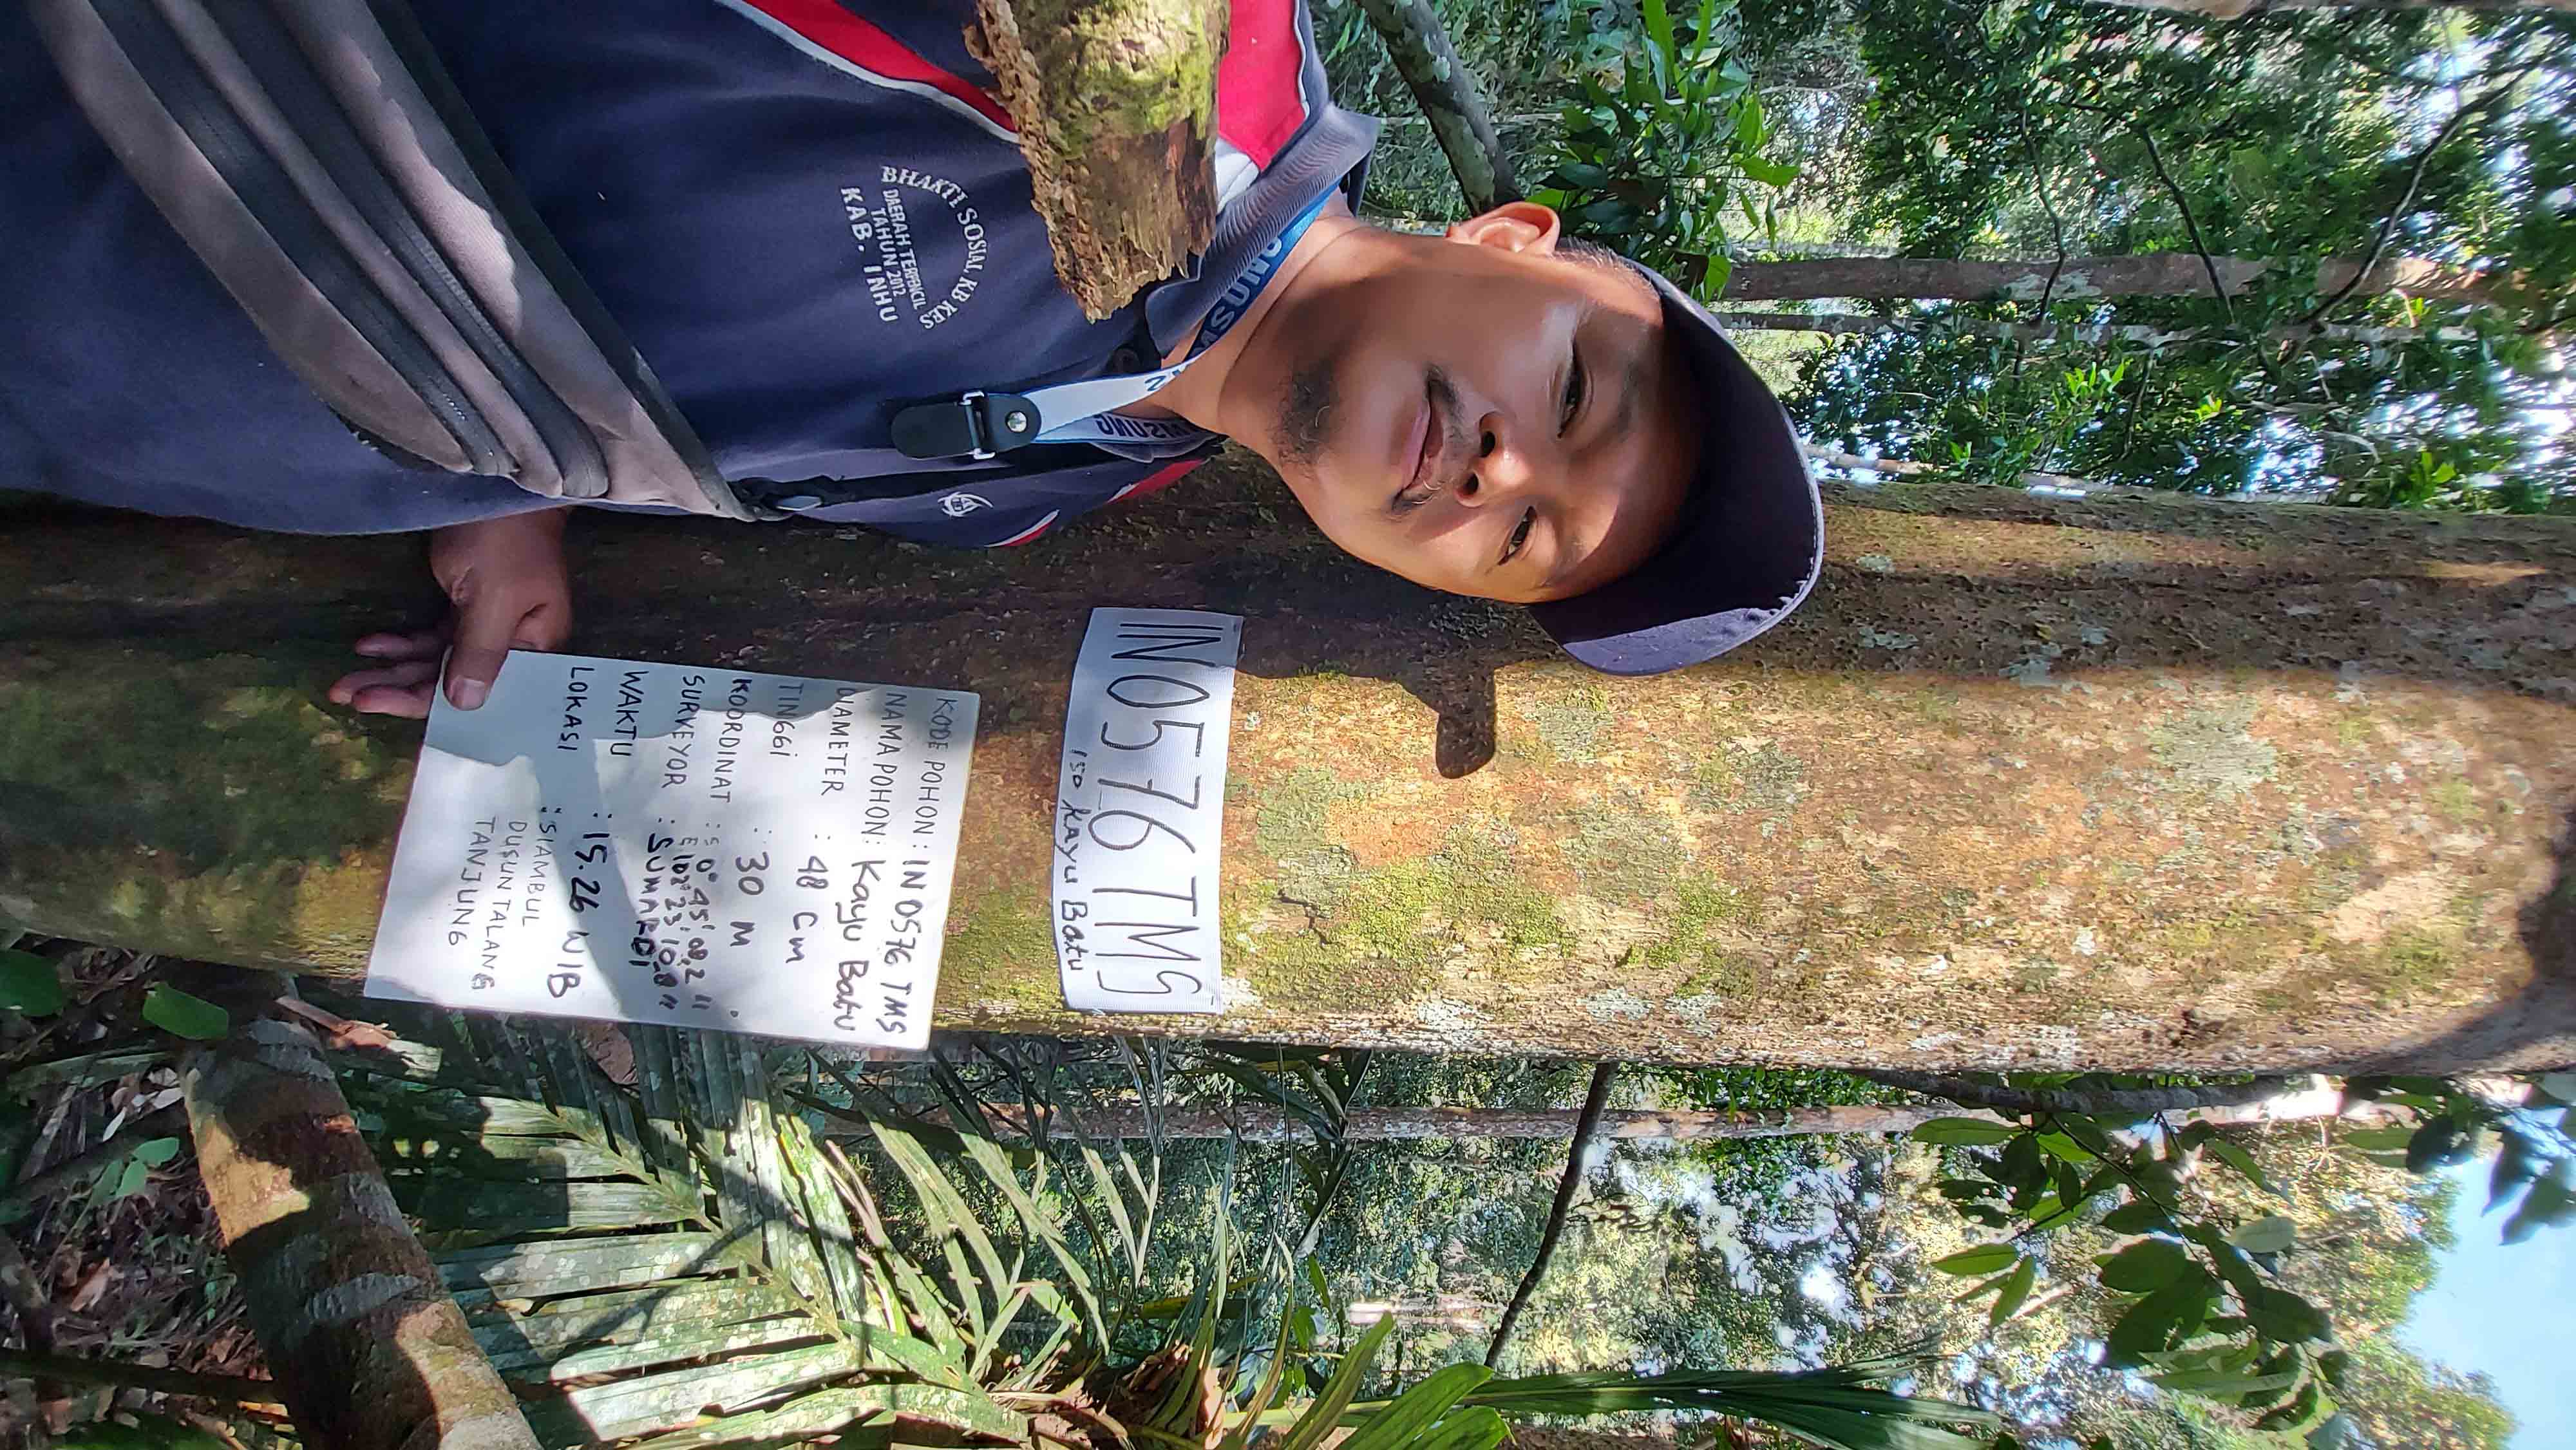 IN0576 TMS
150 Kayu Batu
KODE POHON : IN 0576 TMS
NAMA POHON : Kayu Batu
DIAMETER : 48 Cm
TINGGI : 30 M
KOORDINAT : S 0° 45' 08,2 "
E 102° 23' 10,8 "
SURVEYOR : SUMARDI
WAKTU : 15.26 WIB
LOKASI : SIAMBUL
DUSUN TALANG
TANJUNG
BHAKTI SOSIAL KB KES
DAERAH TERPENCIL
TAHUN 2012
KAB. INHU